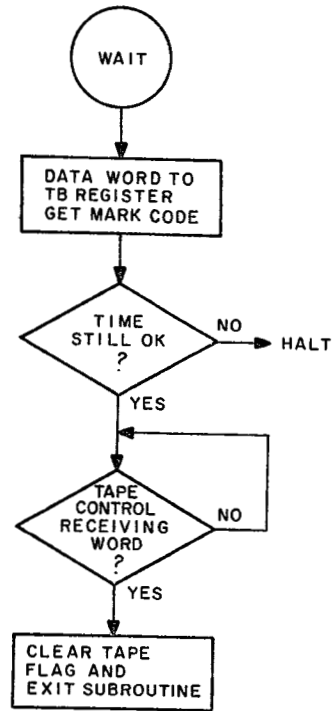 WAIT
DATA WORD TO
TB REGISTER
GET MARK CODE
TIME
STILL OK
?
NO
HALT
YES
TAPE
CONTROL
RECEIVING
WORD
?
NO
YES
CLEAR TAPE
FLAG AND
EXIT SUBROUTINE